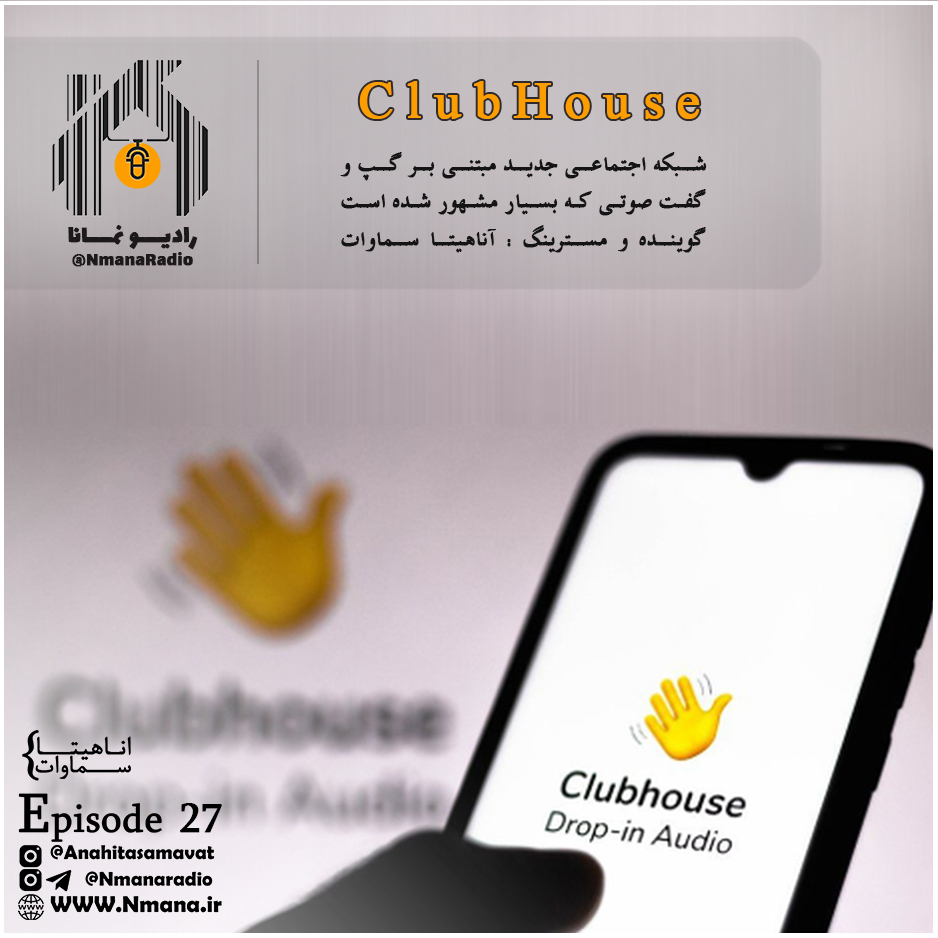 ClubHouse
شبکه اجتماعی جدید مبتنی بر گپ و
گفت صوتی که بسیار مشهور شده است
گوینده و مسترینگ : آناهیتا سماوات
رادیو نمانا
@NmanaRadio
Clubhouse
Drop-in Audio
Clubhouse
Drop-in Audio
اناهیتا
سماوات
Episode 27
@Anahitasamavat
@Nmanaradio
WWW.Nmana.ir